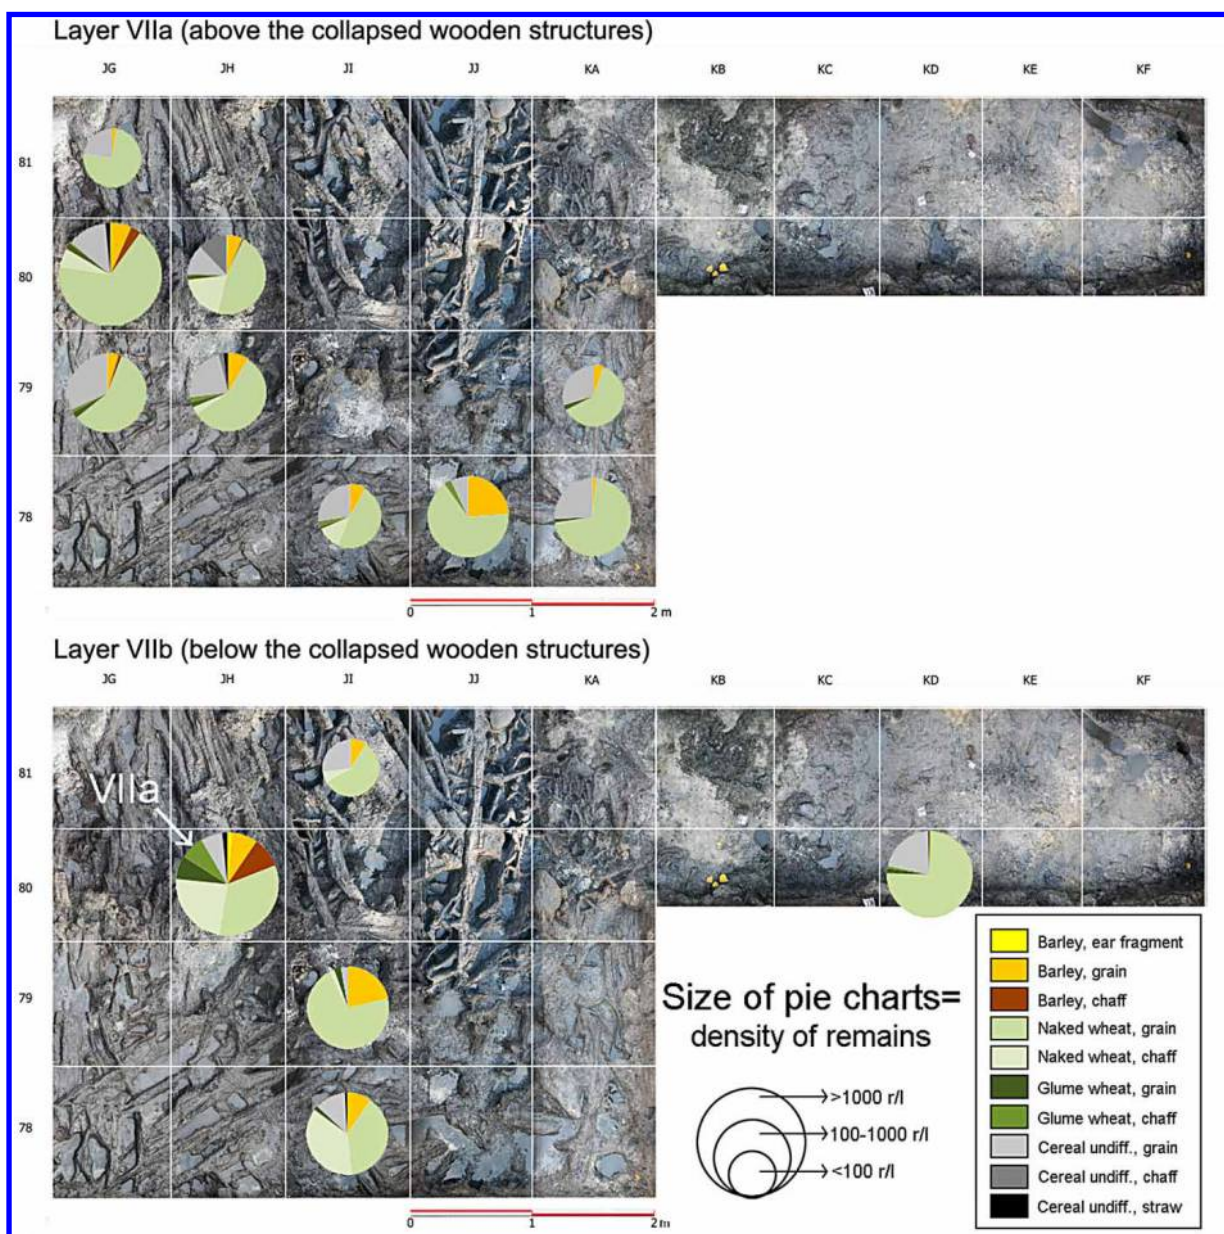 Layer VIIa (above the collapsed wooden structures)
JG JH JI JJ KA KB KC KD KE KF
81
80
79
78
0 1 2 m
Layer VIIb (below the collapsed wooden structures)
JG JH JI JJ KA KB KC KD KE KF
81
VIIa
80
79
78
0 1 2 m
Size of pie charts=
density of remains
>1000 r/l
100-1000 r/l
<100 r/l
Barley, ear fragment
Barley, grain
Barley, chaff
Naked wheat, grain
Naked wheat, chaff
Glume wheat, grain
Glume wheat, chaff
Cereal undiff., grain
Cereal undiff., chaff
Cereal undiff., straw